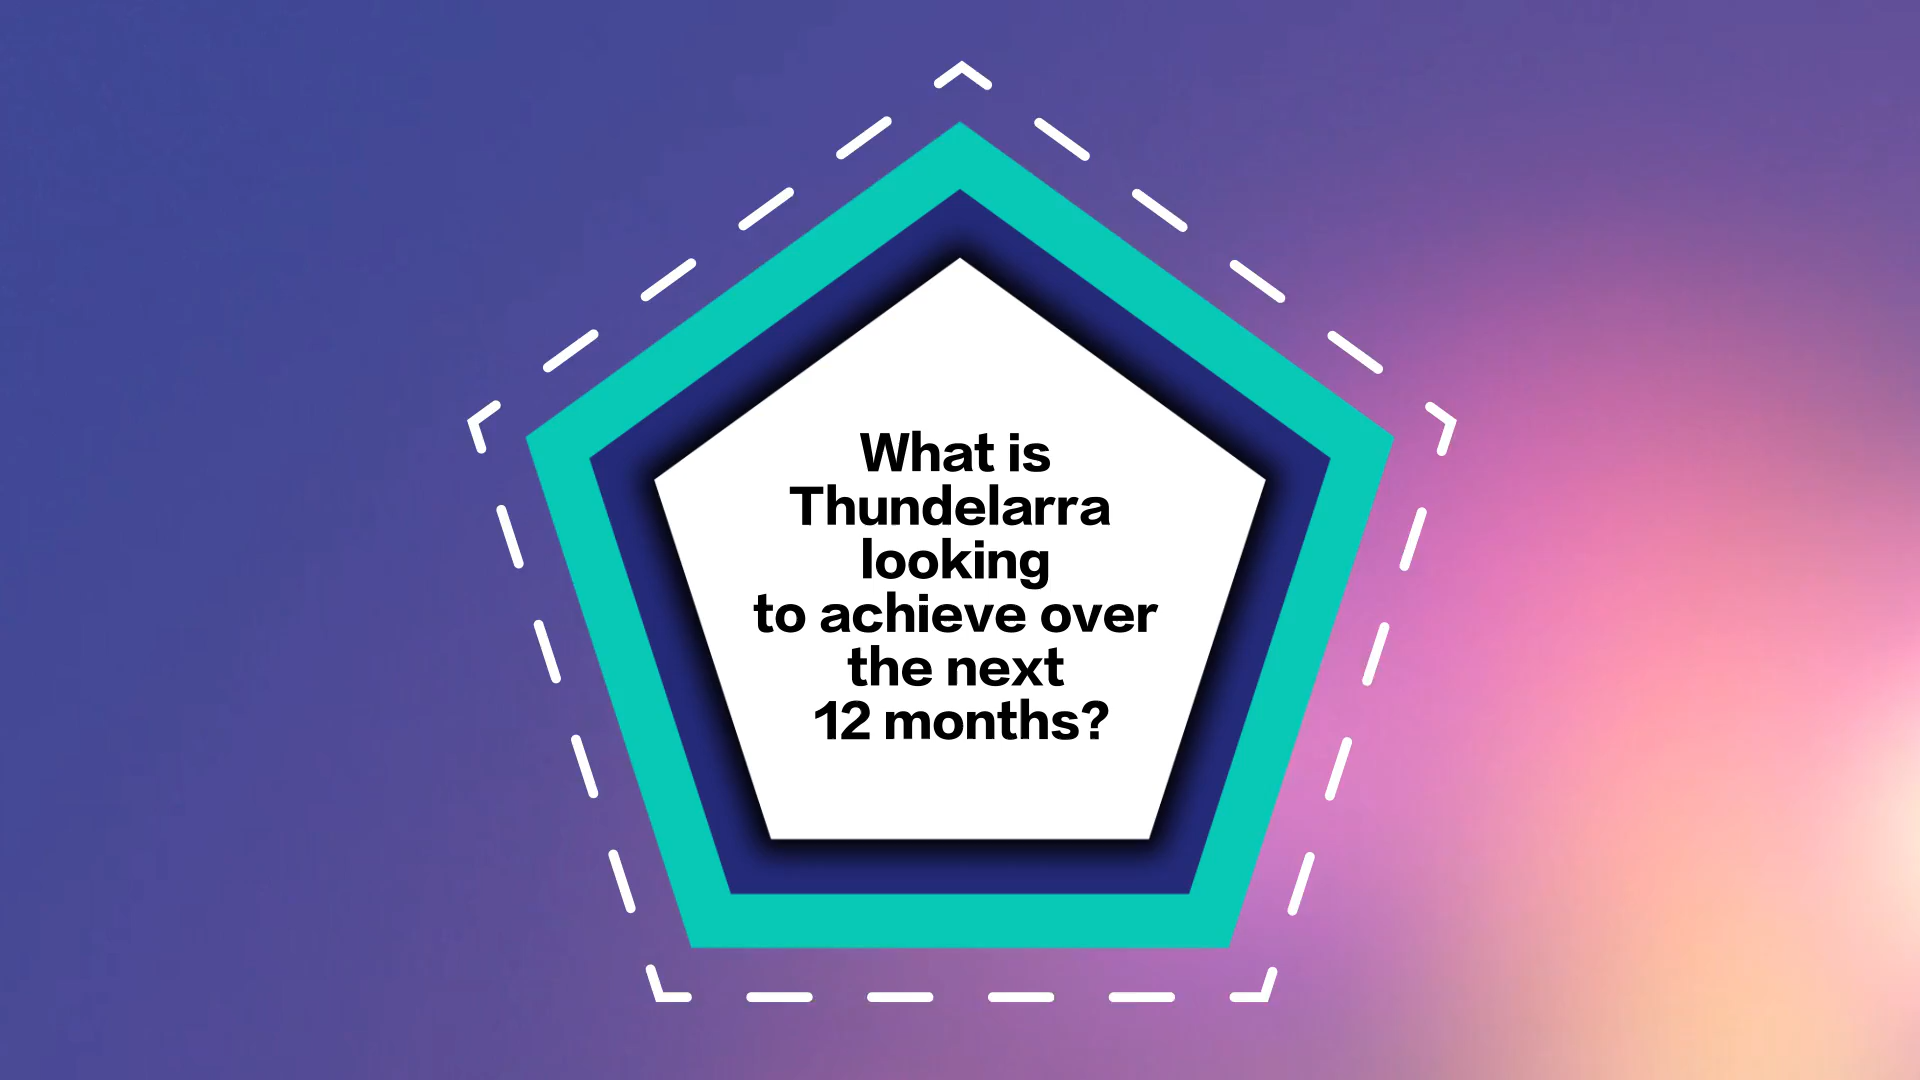 What is
Thundelarra
looking
to achieve over
the next
12 months?